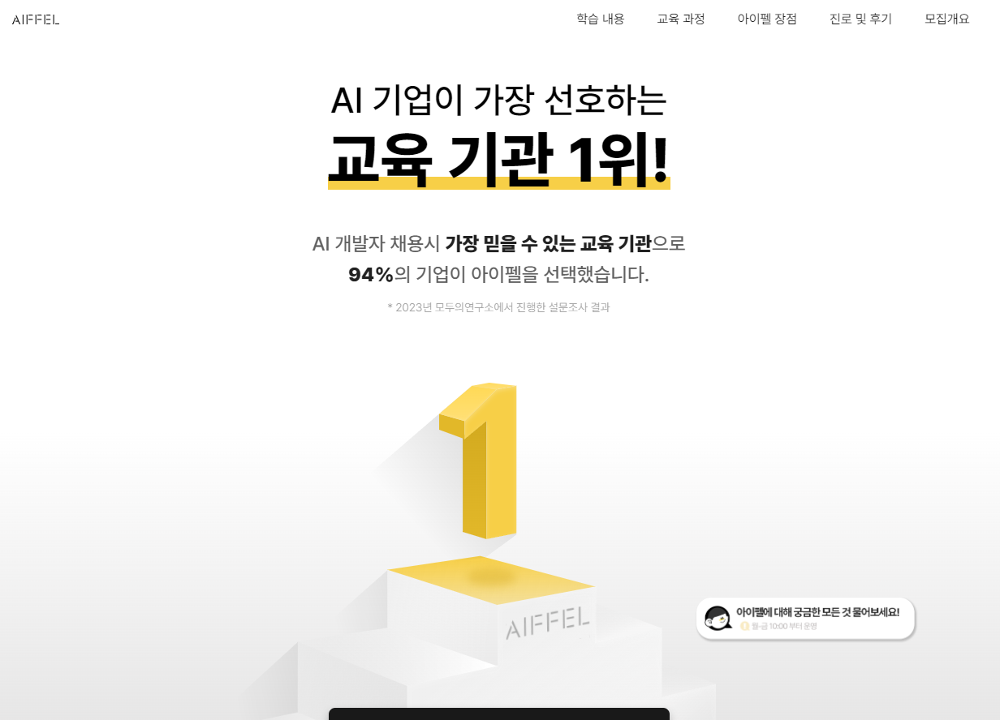 AIFFEL
학습 내용
교육 과정
아이펠 장점
진로 및 후기
모집개요
AI 기업이 가장 선호하는
교육 기관 1위!
AI 개발자 채용시 가장 믿을 수 있는 교육 기관으로
94%의 기업이 아이펠을 선택했습니다.
* 2023년 모두의연구소에서 진행한 설문조사 결과
1
AIFFEL
아이펠에 대해 궁금한 모든 것 물어보세요!
월-금 10:00 부터 운영